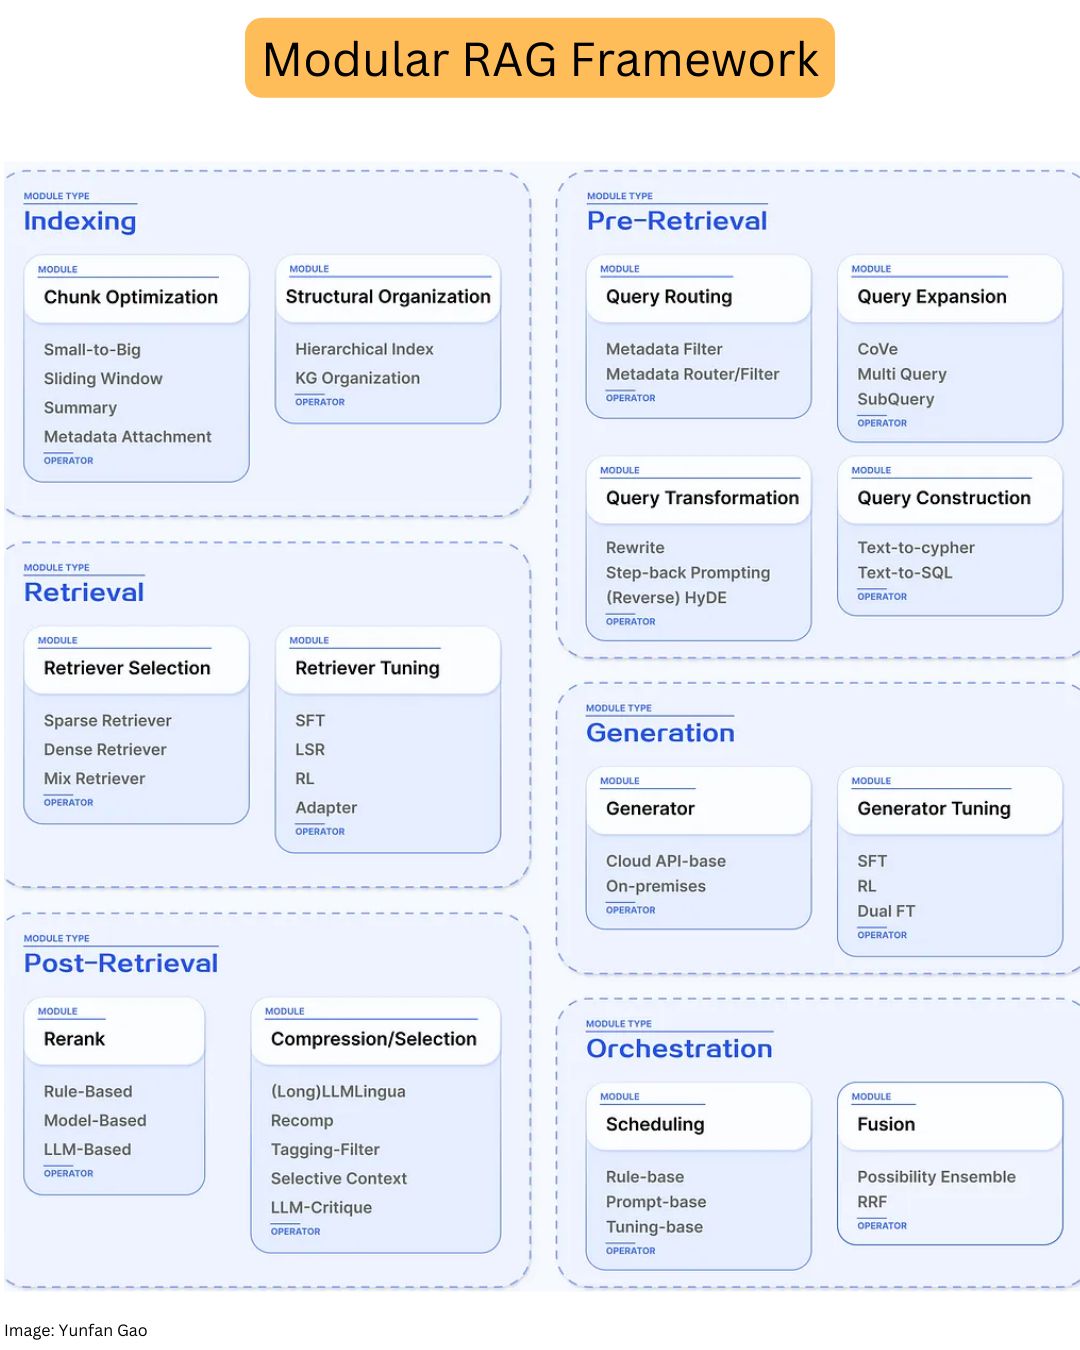 Modular RAG Framework
MODULE TYPE
Indexing
MODULE
Chunk Optimization
Small-to-Big
Sliding Window
Summary
Metadata Attachment
OPERATOR
MODULE
Structural Organization
Hierarchical Index
KG Organization
OPERATOR
MODULE TYPE
Retrieval
MODULE
Retriever Selection
Sparse Retriever
Dense Retriever
Mix Retriever
OPERATOR
MODULE
Retriever Tuning
SFT
LSR
RL
Adapter
OPERATOR
MODULE TYPE
Post-Retrieval
MODULE
Rerank
Rule-Based
Model-Based
LLM-Based
OPERATOR
MODULE
Compression/Selection
(Long)LLMLingua
Recomp
Tagging-Filter
Selective Context
LLM-Critique
OPERATOR
MODULE TYPE
Pre-Retrieval
MODULE
Query Routing
Metadata Filter
Metadata Router/Filter
OPERATOR
MODULE
Query Expansion
CoVe
Multi Query
SubQuery
OPERATOR
MODULE
Query Transformation
Rewrite
Step-back Prompting
(Reverse) HyDE
OPERATOR
MODULE
Query Construction
Text-to-cypher
Text-to-SQL
OPERATOR
MODULE TYPE
Generation
MODULE
Generator
Cloud API-base
On-premises
OPERATOR
MODULE
Generator Tuning
SFT
RL
Dual FT
OPERATOR
MODULE TYPE
Orchestration
MODULE
Scheduling
Rule-base
Prompt-base
Tuning-base
OPERATOR
MODULE
Fusion
Possibility Ensemble
RRF
OPERATOR
Image: Yunfan Gao